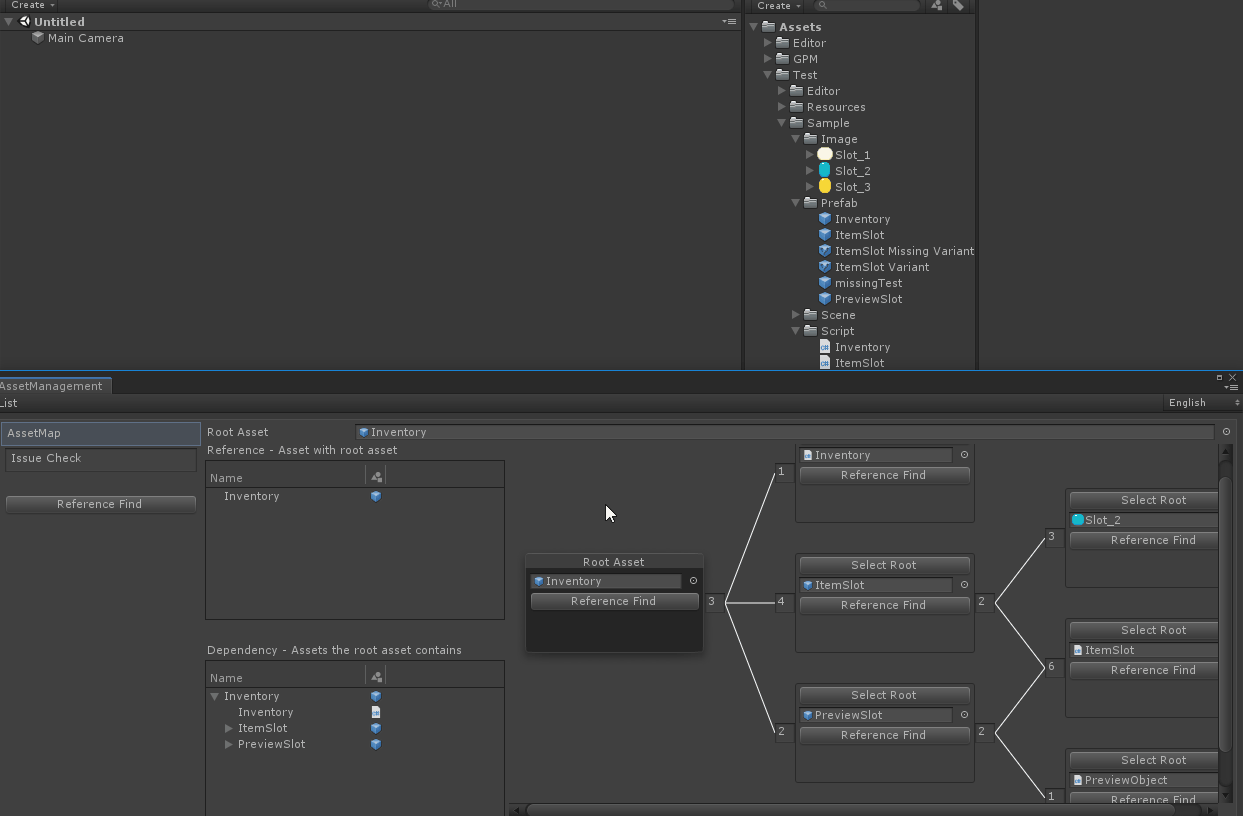 Create
All
Untitled
Main Camera
Create
Assets
Editor
GPM
Test
Editor
Resources
Sample
Image
Slot_1
Slot_2
Slot_3
Prefab
Inventory
ItemSlot
ItemSlot Missing Variant
ItemSlot Variant
missingTest
PreviewSlot
Scene
Script
Inventory
ItemSlot
AssetManagement
List
English
AssetMap
Issue Check
Reference Find
Root Asset
Inventory
Reference - Asset with root asset
Name
Inventory
Dependency - Assets the root asset contains
Name
Inventory
Inventory
ItemSlot
PreviewSlot
Root Asset
Inventory
Reference Find
3
1
Inventory
Reference Find
4
Select Root
ItemSlot
Reference Find
2
2
Select Root
PreviewSlot
Reference Find
2
3
Select Root
Slot_2
Reference Find
6
Select Root
ItemSlot
Reference Find
1
Select Root
PreviewObject
Reference Find